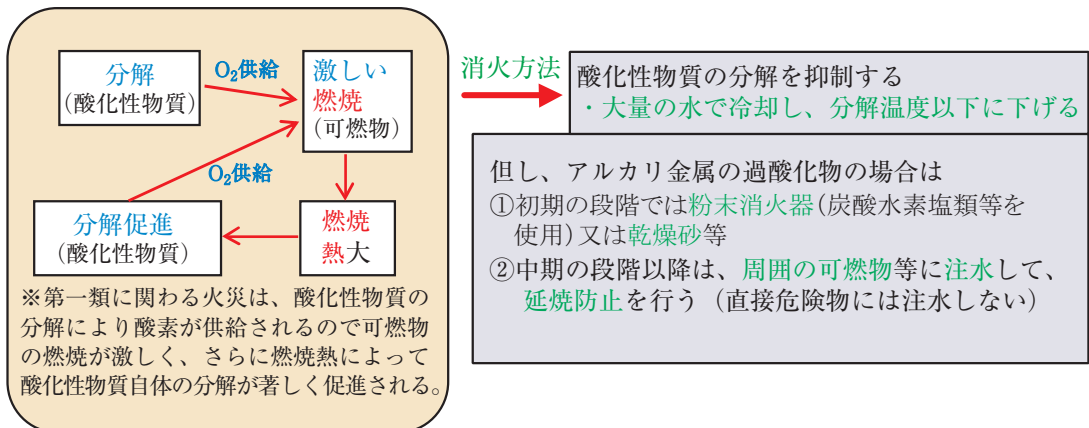 分解
(酸化性物質)
O₂供給
激しい
燃焼
(可燃物)
O₂供給
分解促進
(酸化性物質)
燃焼
熱大
※第一類に関わる火災は、酸化性物質の
分解により酸素が供給されるので可燃物
の燃焼が激しく、さらに燃焼熱によって
酸化性物質自体の分解が著しく促進される。
消火方法
酸化性物質の分解を抑制する
・大量の水で冷却し、分解温度以下に下げる
但し、アルカリ金属の過酸化物の場合は
①初期の段階では粉末消火器(炭酸水素塩類等を
使用)又は乾燥砂等
②中期の段階以降は、周囲の可燃物等に注水して、
延焼防止を行う（直接危険物には注水しない）